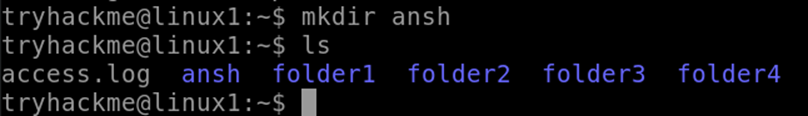 tryhackme@linux1:~$ mkdir ansh
tryhackme@linux1:~$ ls
access.log  ansh  folder1  folder2  folder3  folder4
tryhackme@linux1:~$